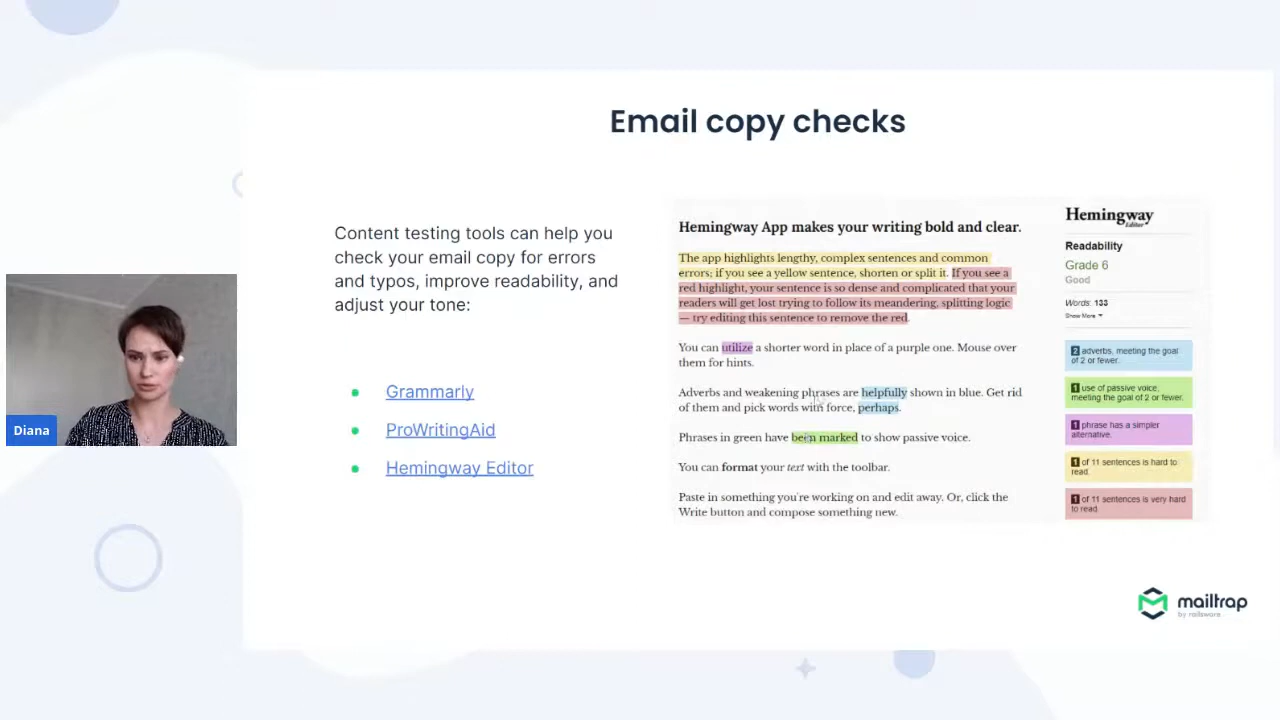 Email copy checks
Content testing tools can help you
check your email copy for errors
and typos, improve readability, and
adjust your tone:
Grammarly
ProWritingAid
Hemingway Editor
Hemingway App makes your writing bold and clear.
The app highlights lengthy, complex sentences and common
errors; if you see a yellow sentence, shorten or split it. If you see a
red highlight, your sentence is so dense and complicated that your
readers will get lost trying to follow its meandering, splitting logic
— try editing this sentence to remove the red.
You can utilize a shorter word in place of a purple one. Mouse over
them for hints.
Adverbs and weakening phrases are helpfully shown in blue. Get rid
of them and pick words with force, perhaps.
Phrases in green have been marked to show passive voice.
You can format your text with the toolbar.
Paste in something you're working on and edit away. Or, click the
Write button and compose something new.
Hemingway
Editor
Readability
Grade 6
Good
Words: 133
Show More
2 adverbs, meeting the goal
of 2 or fewer.
1 use of passive voice,
meeting the goal of 2 or fewer.
1 phrase has a simpler
alternative.
1 of 11 sentences is hard to
read.
1 of 11 sentences is very hard
to read.
Diana
mailtrap
by railsware